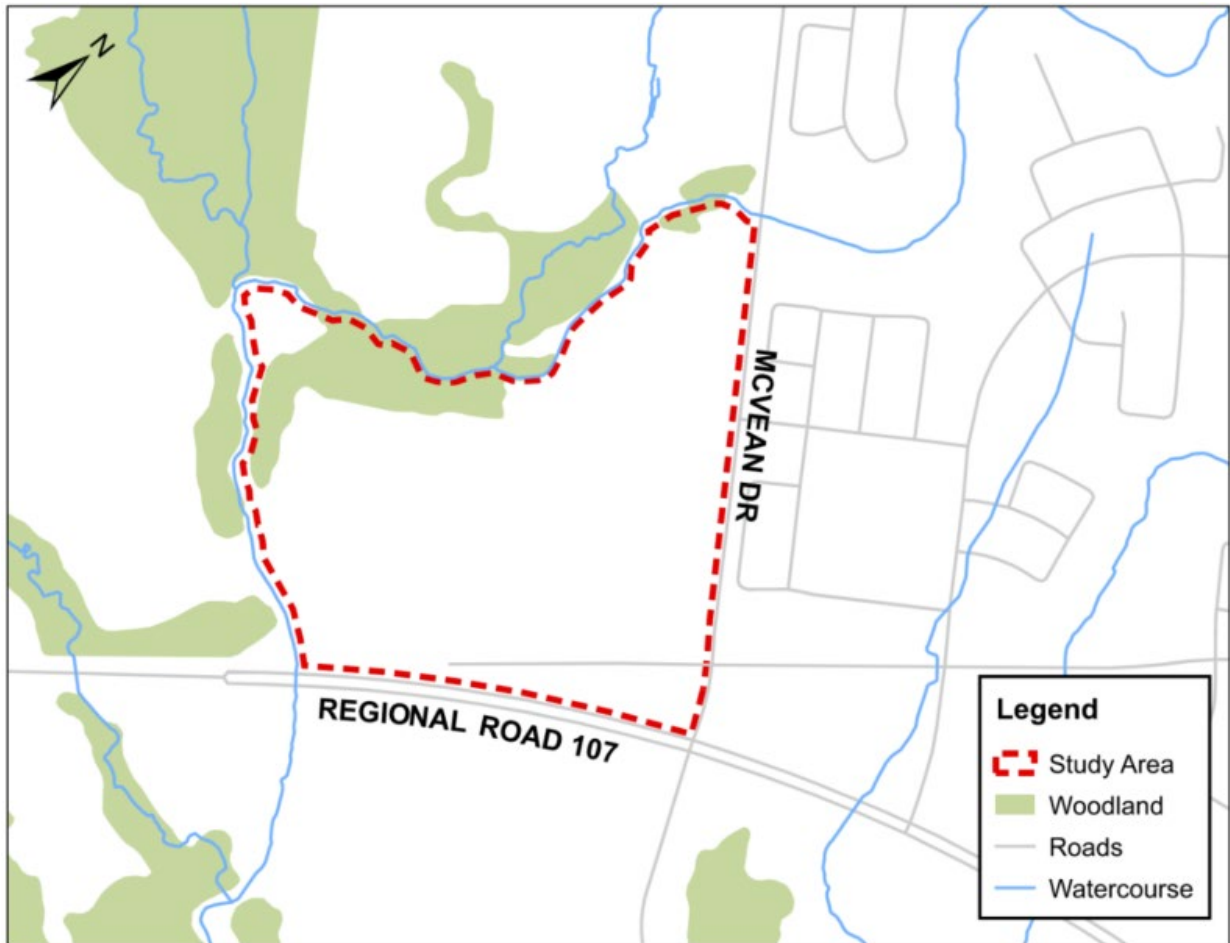 N
MCVEAN DR
REGIONAL ROAD 107
Legend
Study Area
Woodland
Roads
Watercourse